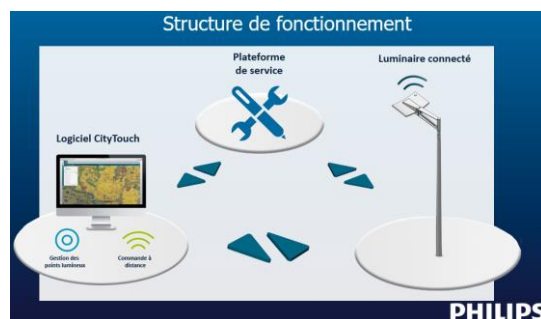 Structure de fonctionnement
Plateforme
de service
Luminaire connecté
Logiciel CityTouch
Gestion des
points lumineux
Commande à
distance
PHILIPS